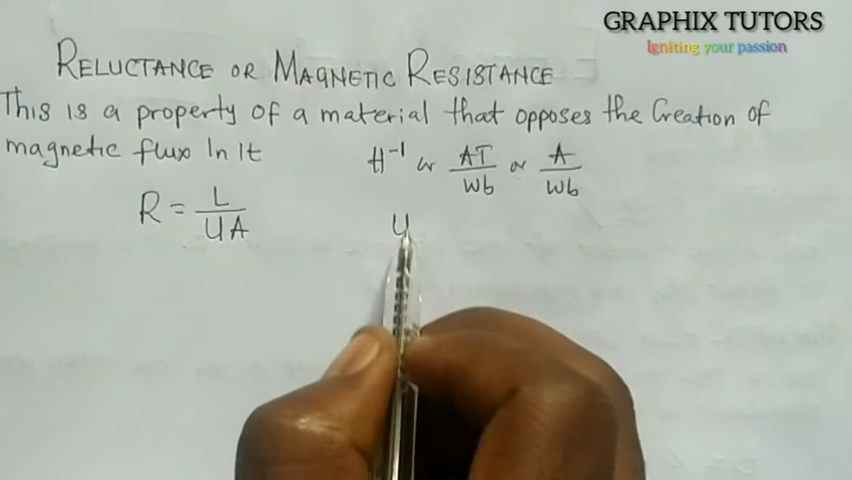 GRAPHIX TUTORS
Igniting your passion
RELUCTANCE OR MAGNETIC RESISTANCE
This is a property of a material that opposes the Creation of
magnetic flux In It
H⁻¹ or AT/wb or A/wb
R = L/μA
μ